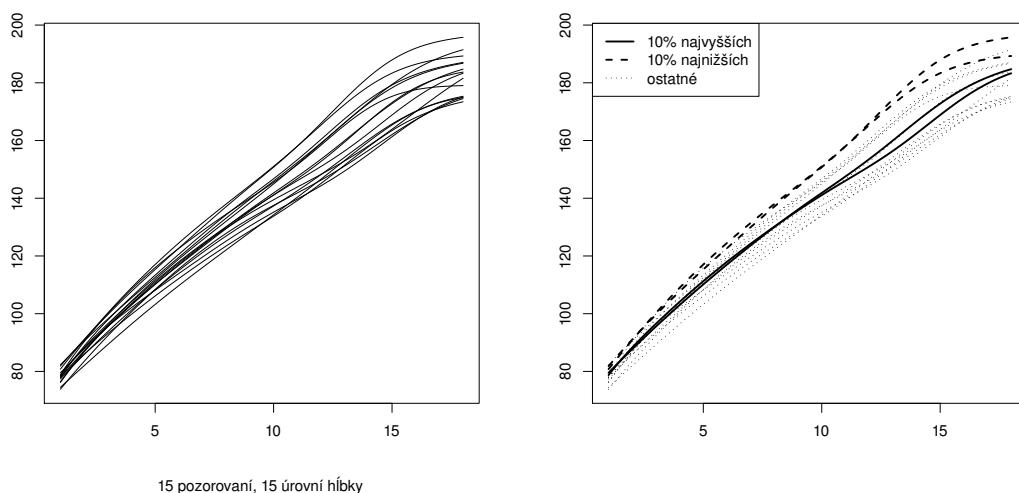 80 100 120 140 160 180 200
5 10 15
15 pozorovaní, 15 úrovní hĺbky
80 100 120 140 160 180 200
10% najvyšších
10% najnižších
ostatné
5 10 15